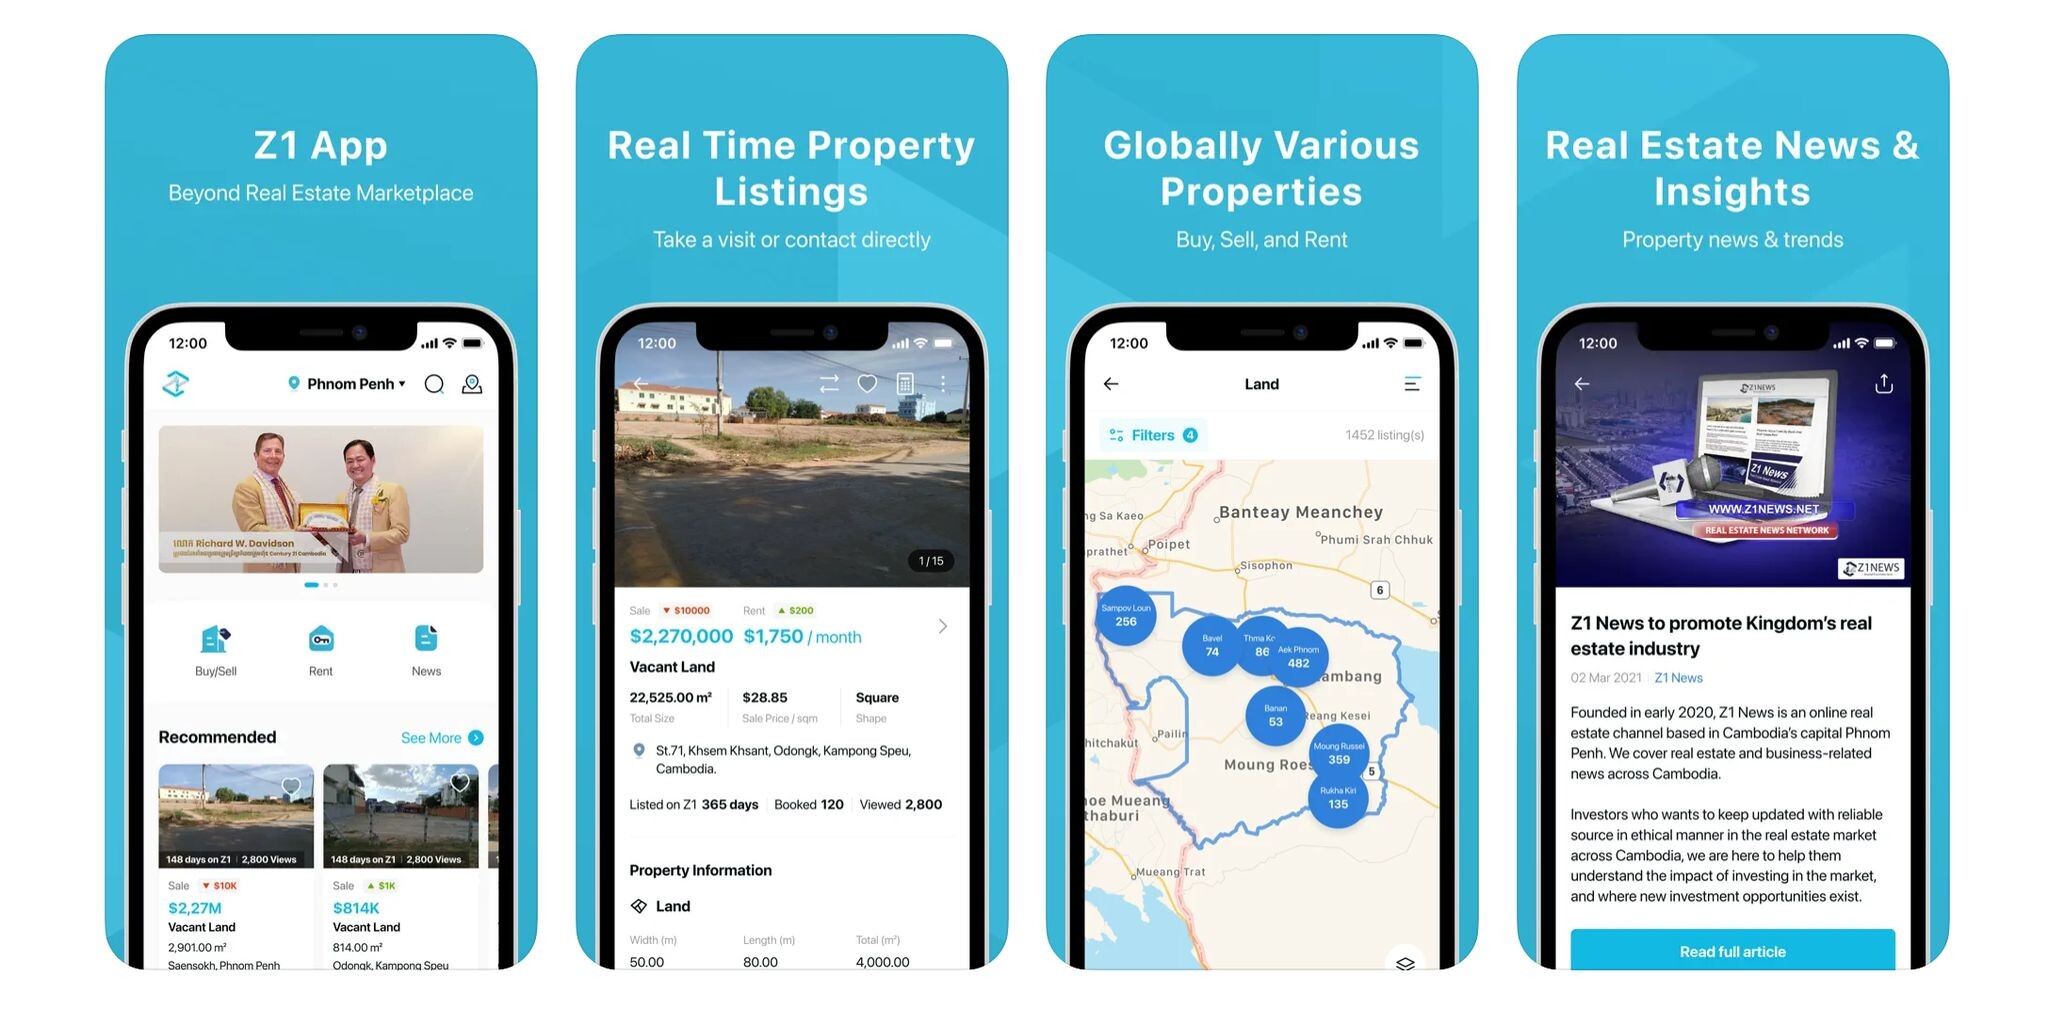 Z1 App
Beyond Real Estate Marketplace
12:00
Phnom Penh
លោក Richard W. Davidson
Century 21 Cambodia
Buy/Sell
Rent
News
Recommended
See More
148 days on Z1 | 2,800 Views
148 days on Z1 | 2,800 Views
Sale ▼ $10K
$2,27M
Vacant Land
2,901.00 m²
Saensokh, Phnom Penh
Sale ▲ $1K
$814K
Vacant Land
814.00 m²
Odongk, Kampong Speu
Real Time Property
Listings
Take a visit or contact directly
12:00
1/15
Sale ▼ $10000 Rent ▲ $200
$2,270,000 $1,750 / month
Vacant Land
22,525.00 m² $28.85 Square
Total Size Sale Price / sqm Shape
St.71, Khsem Khsant, Odongk, Kampong Speu,
Cambodia.
Listed on Z1 365 days | Booked 120 | Viewed 2,800
Property Information
Land
Width (m) Length (m) Total (m²)
50.00 80.00 4,000.00
Globally Various
Properties
Buy, Sell, and Rent
12:00
Land
Filters 4
1452 listing(s)
ng Sa Kaeo
Banteay Meanchey
Phumi Srah Chhuk
prathet
Poipet
Sisophon
6
Sampov Loun
256
Bavel
74
Thma Ko
86
Aek Phnom
482
ambang
Banan
53
Reang Kesei
hitchakut
Pailin
Moung Russei
359
Moung Roes
5
Rukha Kiri
135
hoe Mueang
thaburi
Mueang Trat
Real Estate News &
Insights
Property news & trends
12:00
Z1NEWS
Z1 News
WWW.Z1NEWS.NET
REAL ESTATE NEWS NETWORK
Z1NEWS
Z1 News to promote Kingdom's real
estate industry
02 Mar 2021 | Z1 News
Founded in early 2020, Z1 News is an online real
estate channel based in Cambodia's capital Phnom
Penh. We cover real estate and business-related
news across Cambodia.
Investors who wants to keep updated with reliable
source in ethical manner in the real estate market
across Cambodia, we are here to help them
understand the impact of investing in the market,
and where new investment opportunities exist.
Read full article